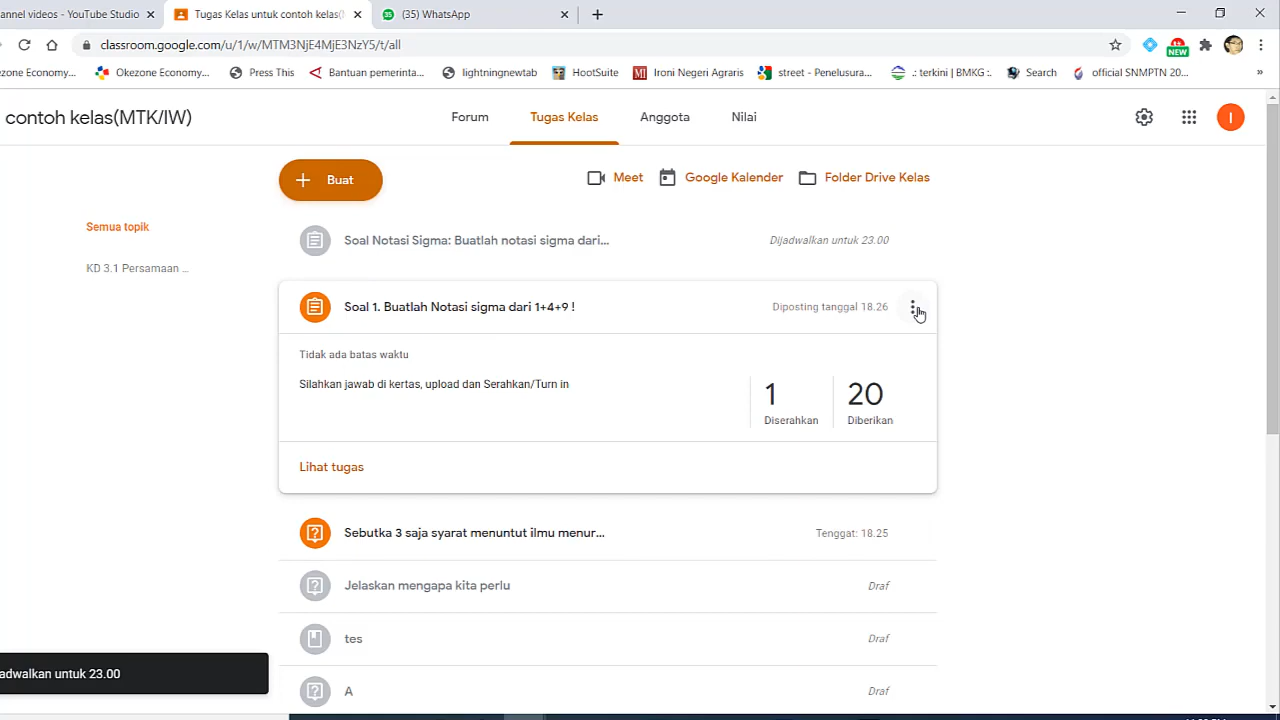 annel videos - YouTube Studio
Tugas Kelas untuk contoh kelas(
(35) WhatsApp
classroom.google.com/u/1/w/MTM3NjE4MjE3NzY5/t/all
NEW
ezone Economy...
Okezone Economy...
Press This
Bantuan pemerinta...
lightningnewtab
HootSuite
Ironi Negeri Agraris
street - Penelusura...
.: terkini | BMKG :.
Search
official SNMPTN 20...
»
contoh kelas(MTK/IW)
Forum
Tugas Kelas
Anggota
Nilai
I
Buat
Meet
Google Kalender
Folder Drive Kelas
Semua topik
KD 3.1 Persamaan ...
Soal Notasi Sigma: Buatlah notasi sigma dari...
Dijadwalkan untuk 23.00
Soal 1. Buatlah Notasi sigma dari 1+4+9 !
Diposting tanggal 18.26
Tidak ada batas waktu
Silahkan jawab di kertas, upload dan Serahkan/Turn in
1
Diserahkan
20
Diberikan
Lihat tugas
Sebutka 3 saja syarat menuntut ilmu menur...
Tenggat: 18.25
Jelaskan mengapa kita perlu
Draf
tes
Draf
A
Draf
adwalkan untuk 23.00